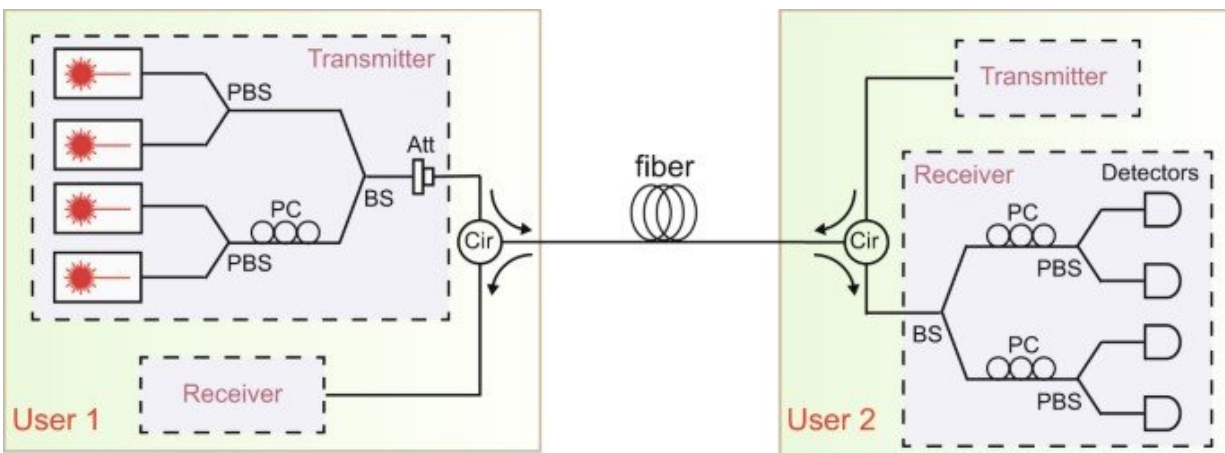 Transmitter
PBS
Att
PC
BS
PBS
Cir
Receiver
User 1
fiber
Transmitter
Cir
Receiver
Detectors
PC
PBS
BS
PC
PBS
User 2